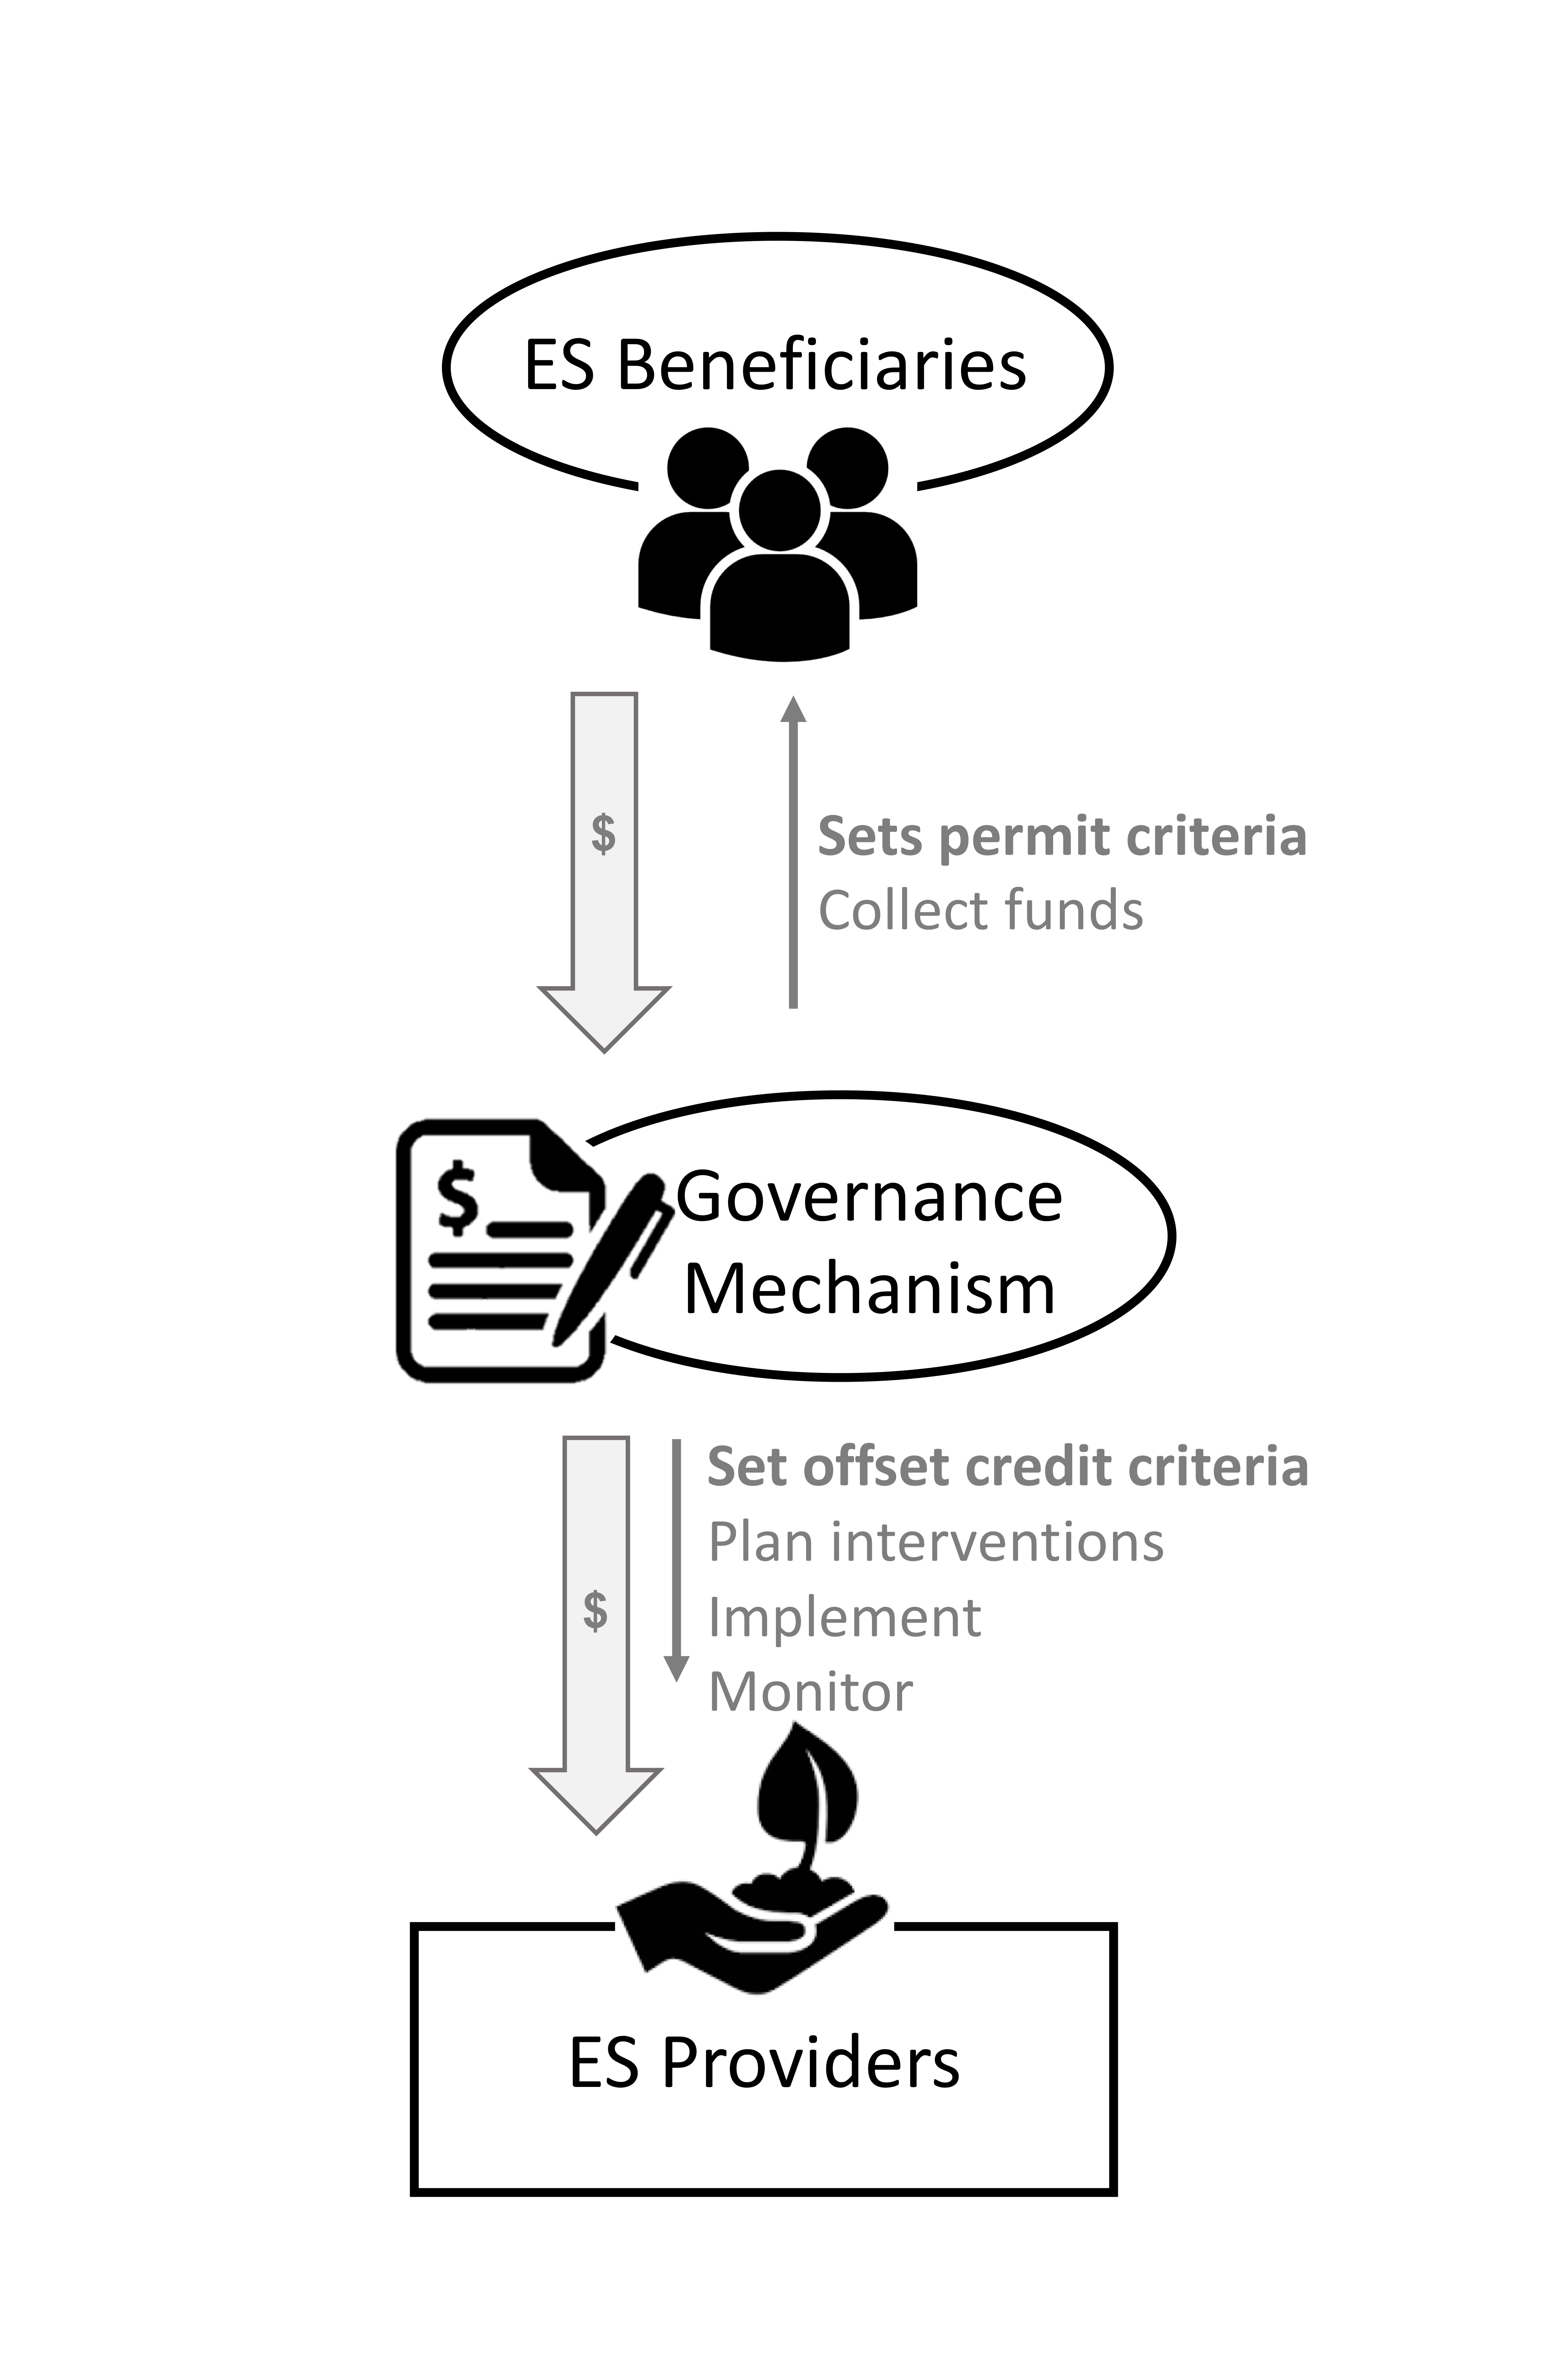 ES Beneficiaries
$
Sets permit criteria
Collect funds
$
Governance
Mechanism
Set offset credit criteria
Plan interventions
$
Implement
Monitor
ES Providers